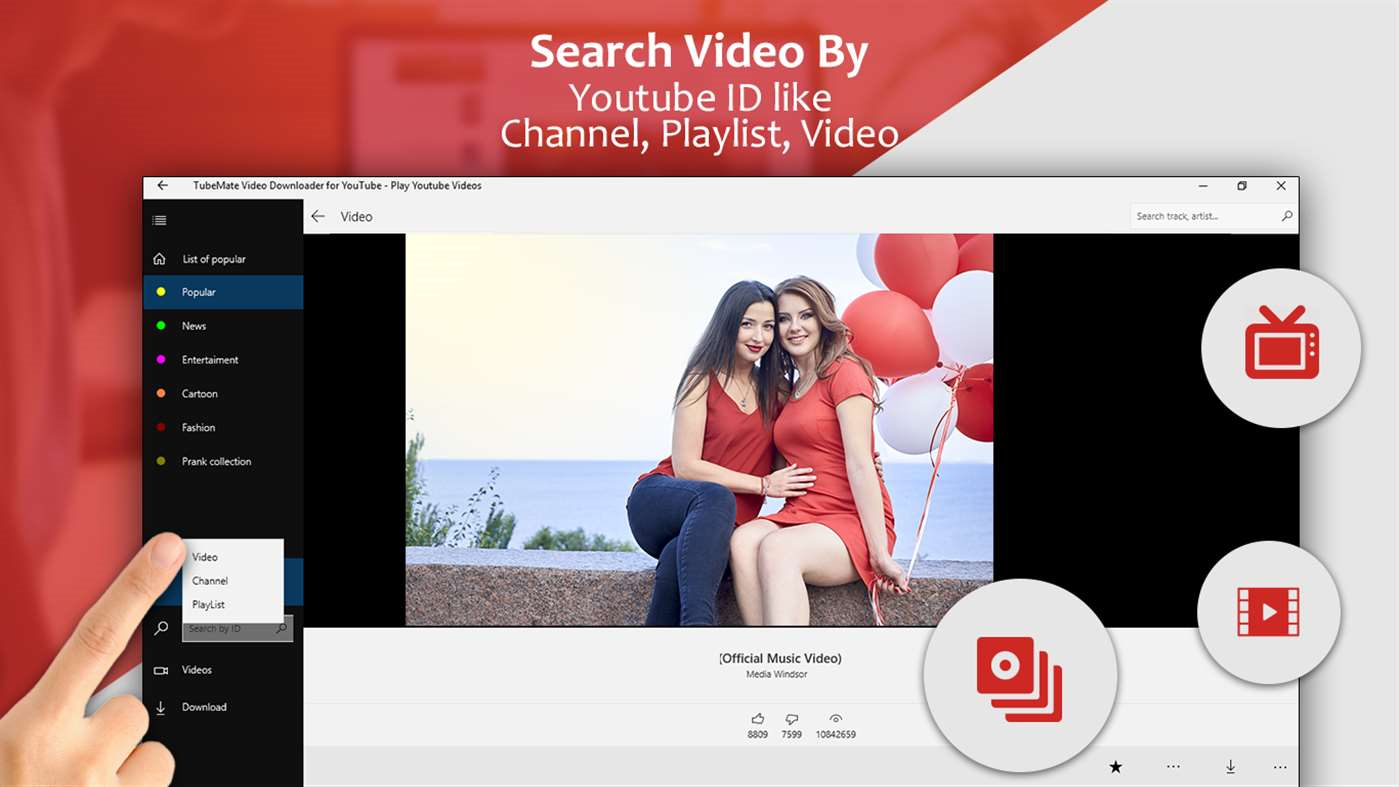 Search Video By
Youtube ID like
Channel, Playlist, Video
TubeMate Video Downloader for YouTube - Play Youtube Videos
Video
Search track, artist...
List of popular
Popular
News
Entertaiment
Cartoon
Fashion
Prank collection
Video
Channel
PlayList
Search by ID
Videos
Download
(Official Music Video)
Media Windsor
8809 7599 10842659